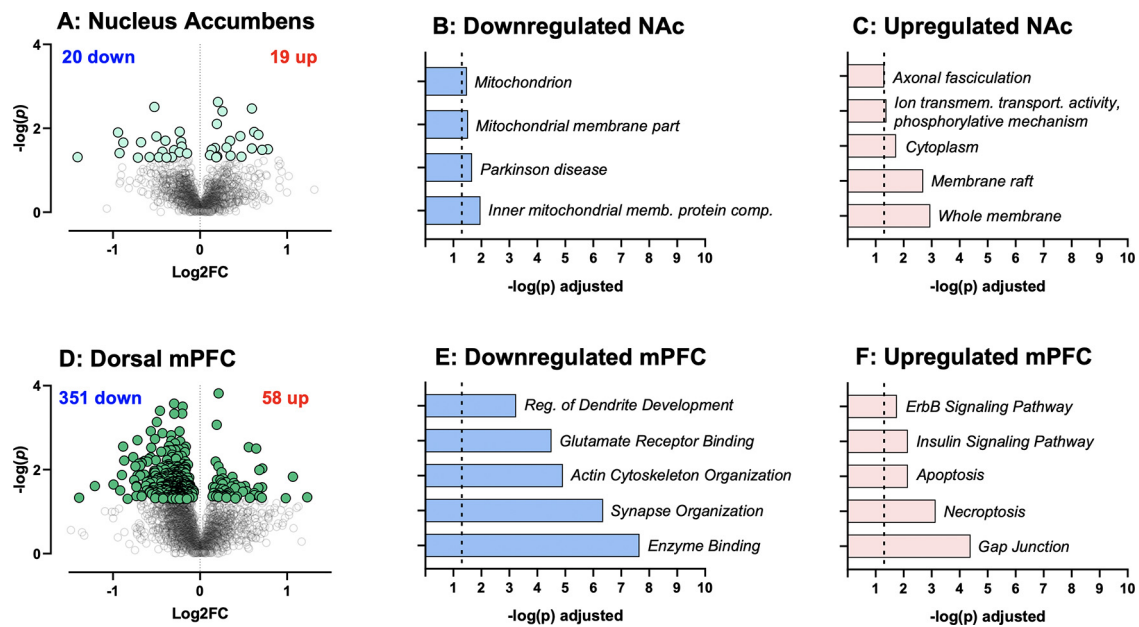 A: Nucleus Accumbens
20 down
19 up
4
2
0
-log(p)
-1
0
1
Log2FC
B: Downregulated NAc
Mitochondrion
Mitochondrial membrane part
Parkinson disease
Inner mitochondrial memb. protein comp.
1 2 3 4 5 6 7 8 9 10
-log(p) adjusted
C: Upregulated NAc
Axonal fasciculation
Ion transmem. transport. activity,
phosphorylative mechanism
Cytoplasm
Membrane raft
Whole membrane
1 2 3 4 5 6 7 8 9 10
-log(p) adjusted
D: Dorsal mPFC
351 down
58 up
4
2
0
-log(p)
-1
0
1
Log2FC
E: Downregulated mPFC
Reg. of Dendrite Development
Glutamate Receptor Binding
Actin Cytoskeleton Organization
Synapse Organization
Enzyme Binding
1 2 3 4 5 6 7 8 9 10
-log(p) adjusted
F: Upregulated mPFC
ErbB Signaling Pathway
Insulin Signaling Pathway
Apoptosis
Necroptosis
Gap Junction
1 2 3 4 5 6 7 8 9 10
-log(p) adjusted